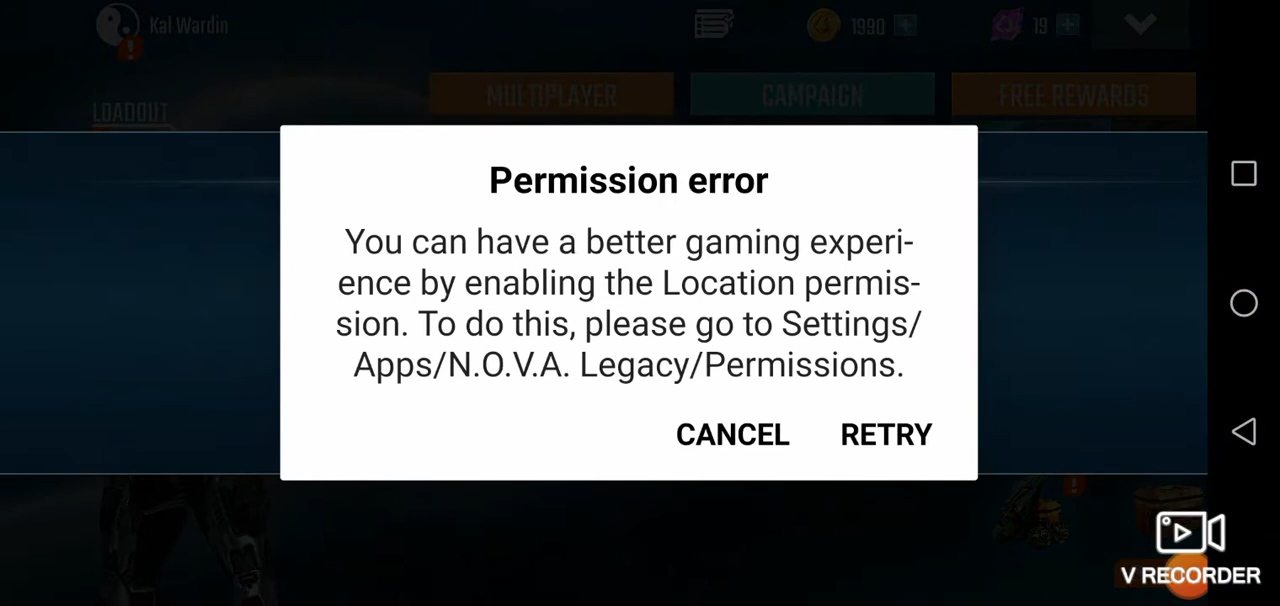 Kal Wardin
1990
19
MULTIPLAYER
CAMPAIGN
FREE REWARDS
LOADOUT
Permission error
You can have a better gaming experi-
ence by enabling the Location permis-
sion. To do this, please go to Settings/
Apps/N.O.V.A. Legacy/Permissions.
CANCEL
RETRY
V RECORDER